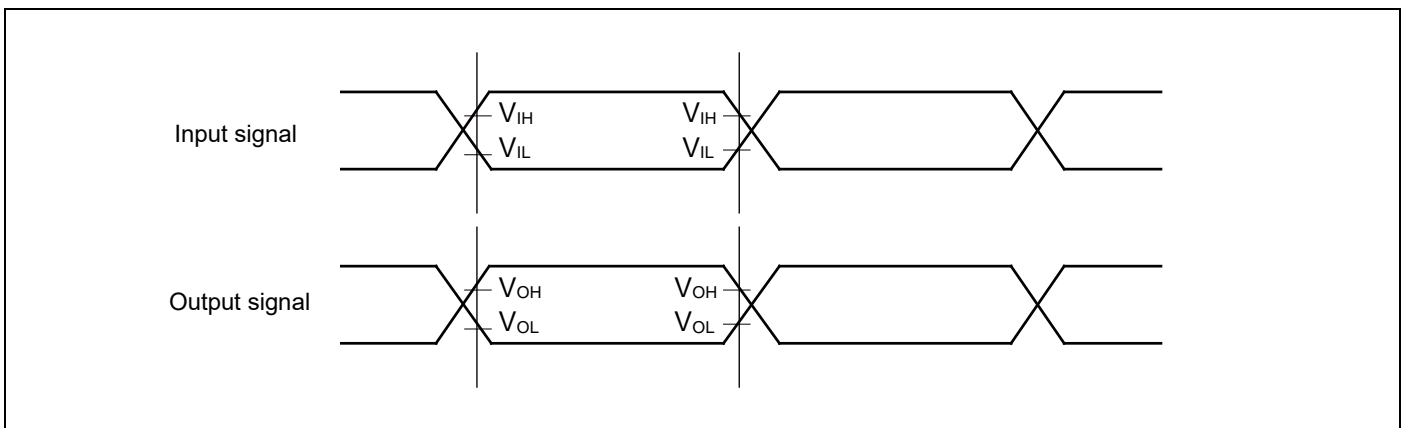 VIH VIH
Input signal
VIL VIL
VOH VOH
Output signal
VOL VOL